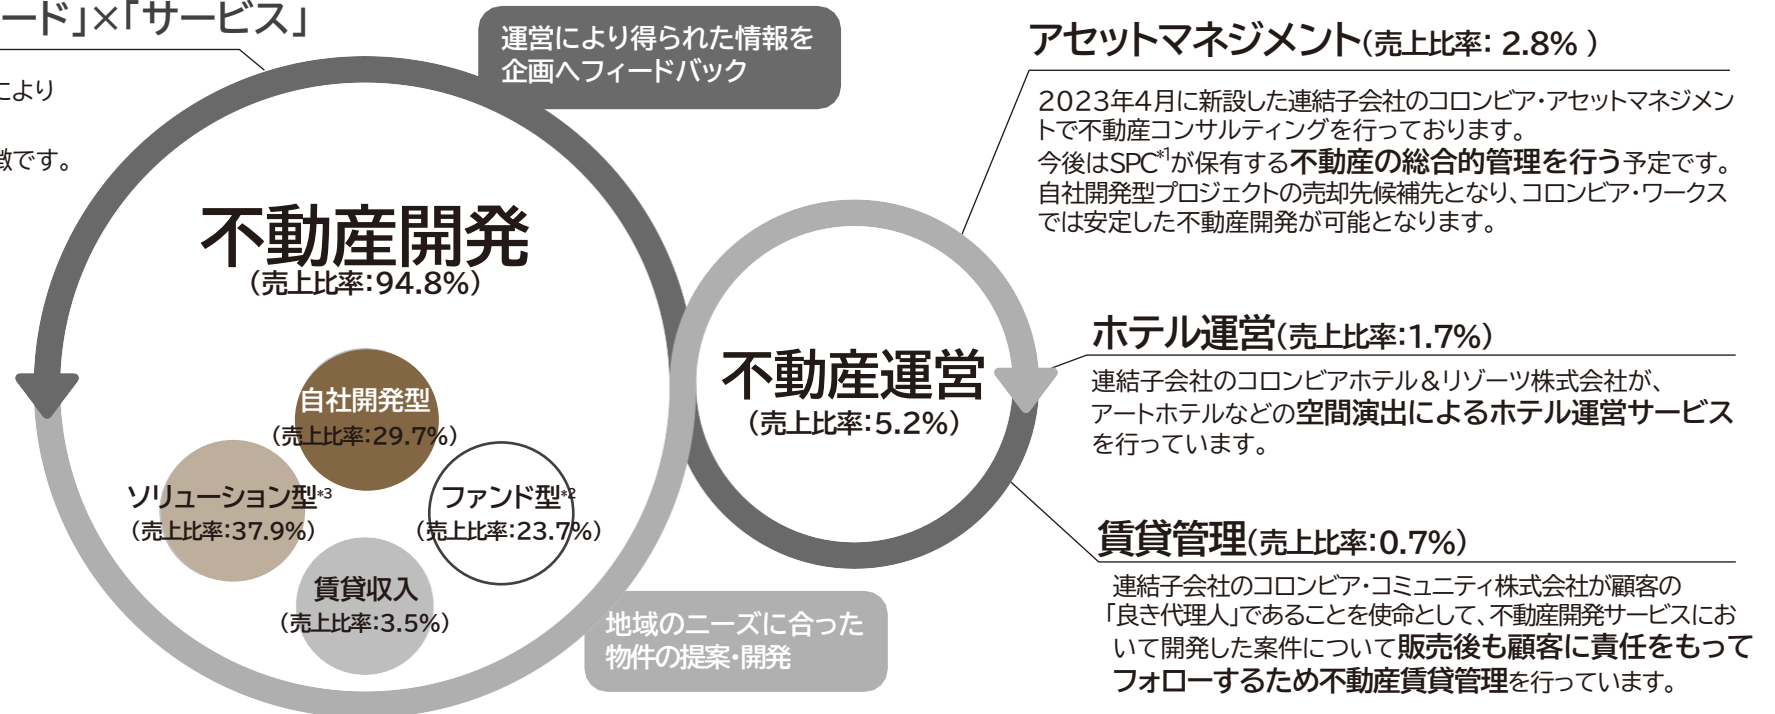 ード」×「サービス」
により
徴です。
運営により得られた情報を
企画へフィードバック
不動産開発
(売上比率:94.8%)
自社開発型
(売上比率:29.7%)
ソリューション型*3
(売上比率:37.9%)
ファンド型*2
(売上比率:23.7%)
賃貸収入
(売上比率:3.5%)
地域のニーズに合った
物件の提案・開発
不動産運営
(売上比率:5.2%)
アセットマネジメント(売上比率: 2.8% )
2023年4月に新設した連結子会社のコロンビア・アセットマネジメン
トで不動産コンサルティングを行っております。
今後はSPC*1が保有する不動産の総合的管理を行う予定です。
自社開発型プロジェクトの売却先候補先となり、コロンビア・ワークス
では安定した不動産開発が可能となります。
ホテル運営(売上比率:1.7%)
連結子会社のコロンビアホテル＆リゾーツ株式会社が、
アートホテルなどの空間演出によるホテル運営サービス
を行っています。
賃貸管理(売上比率:0.7%)
連結子会社のコロンビア・コミュニティ株式会社が顧客の
「良き代理人」であることを使命として、不動産開発サービスにお
いて開発した案件について販売後も顧客に責任をもって
フォローするため不動産賃貸管理を行っています。